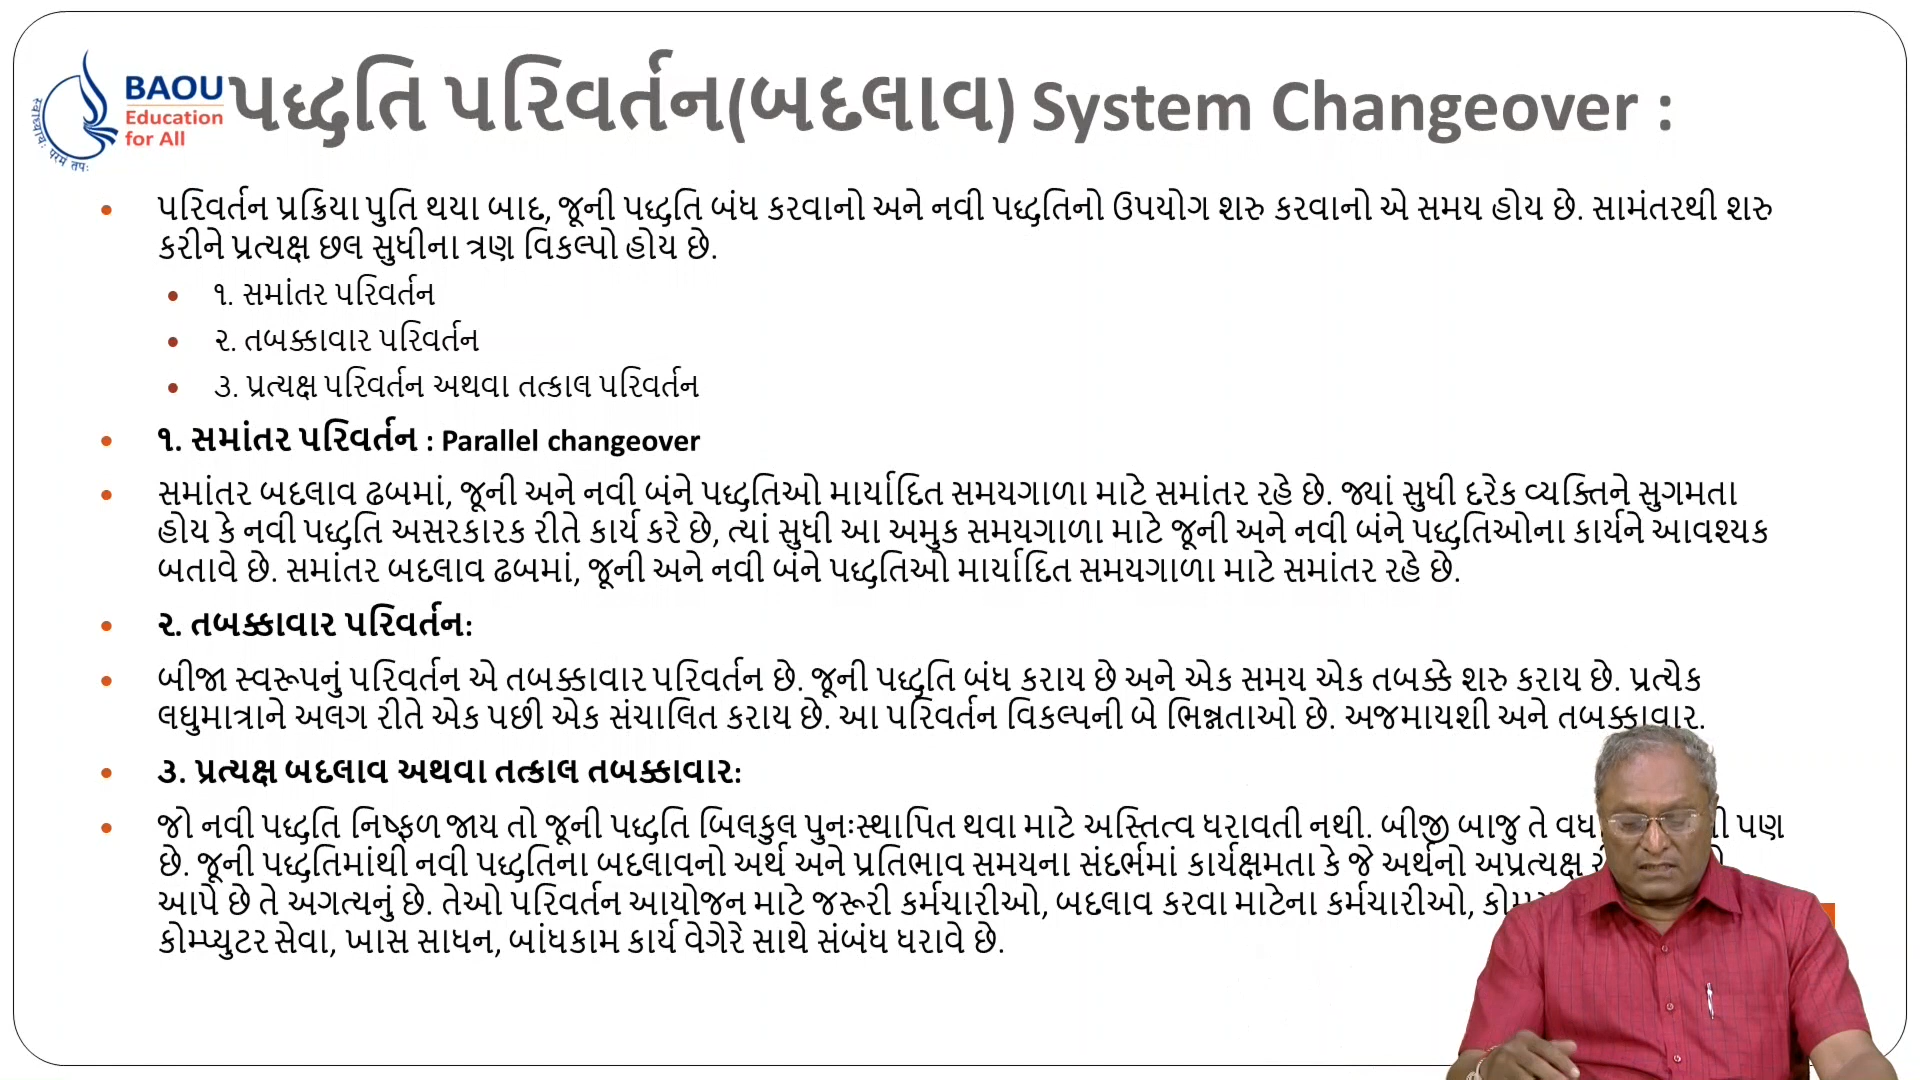 BAOU
Education
for All
સ્વાધ્યાયઃ પરમં તપઃ
પદ્ધતિ પરિવર્તન(બદલાવ) System Changeover :
પરિવર્તન પ્રક્રિયા પુતિ થયા બાદ, જૂની પદ્ધતિ બંધ કરવાનો અને નવી પદ્ધતિનો ઉપયોગ શરુ કરવાનો એ સમય હોય છે. સામંતરથી શરુ
કરીને પ્રત્યક્ષ છલ સુધીના ત્રણ વિકલ્પો હોય છે.
૧. સમાંતર પરિવર્તન
૨. તબક્કાવાર પરિવર્તન
૩. પ્રત્યક્ષ પરિવર્તન અથવા તત્કાલ પરિવર્તન
૧. સમાંતર પરિવર્તન : Parallel changeover
સમાંતર બદલાવ ઢબમાં, જૂની અને નવી બંને પદ્ધતિઓ માર્યાદિત સમયગાળા માટે સમાંતર રહે છે. જ્યાં સુધી દરેક વ્યક્તિને સુગમતા
હોય કે નવી પદ્ધતિ અસરકારક રીતે કાર્ય કરે છે, ત્યાં સુધી આ અમુક સમયગાળા માટે જૂની અને નવી બંને પદ્ધતિઓના કાર્યને આવશ્યક
બતાવે છે. સમાંતર બદલાવ ઢબમાં, જૂની અને નવી બંને પદ્ધતિઓ માર્યાદિત સમયગાળા માટે સમાંતર રહે છે.
૨. તબક્કાવાર પરિવર્તન:
બીજા સ્વરૂપનું પરિવર્તન એ તબક્કાવાર પરિવર્તન છે. જૂની પદ્ધતિ બંધ કરાય છે અને એક સમય એક તબક્કે શરુ કરાય છે. પ્રત્યેક
લઘુમાત્રાને અલગ રીતે એક પછી એક સંચાલિત કરાય છે. આ પરિવર્તન વિકલ્પની બે ભિન્નતાઓ છે. અજમાયશી અને તબક્કાવાર.
૩. પ્રત્યક્ષ બદલાવ અથવા તત્કાલ તબક્કાવાર:
જો નવી પદ્ધતિ નિષ્ફળ જાય તો જૂની પદ્ધતિ બિલકુલ પુનઃસ્થાપિત થવા માટે અસ્તિત્વ ધરાવતી નથી. બીજી બાજુ તે પણ
છે. જૂની પદ્ધતિમાંથી નવી પદ્ધતિના બદલાવનો અર્થ અને પ્રતિભાવ સમયના સંદર્ભમાં કાર્યક્ષમતા કે જે અર્થનો અપ્રત્યક્ષ
આપે છે તે અગત્યનું છે. તેઓ પરિવર્તન આયોજન માટે જરૂરી કર્મચારીઓ, બદલાવ કરવા માટેના કર્મચારીઓ,
કોમ્પ્યુટર સેવા, ખાસ સાધન, બાંધકામ કાર્ય વેગેરે સાથે સંબંધ ધરાવે છે.